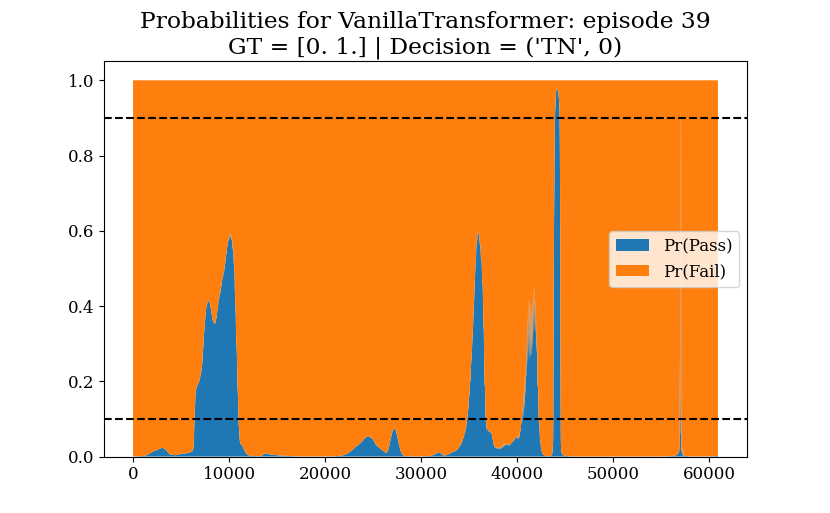 Probabilities for VanillaTransformer: episode 39
GT = [0. 1.] | Decision = ('TN', 0)
1.0
0.8
0.6
0.4
0.2
0.0
Pr(Pass)
Pr(Fail)
0 10000 20000 30000 40000 50000 60000